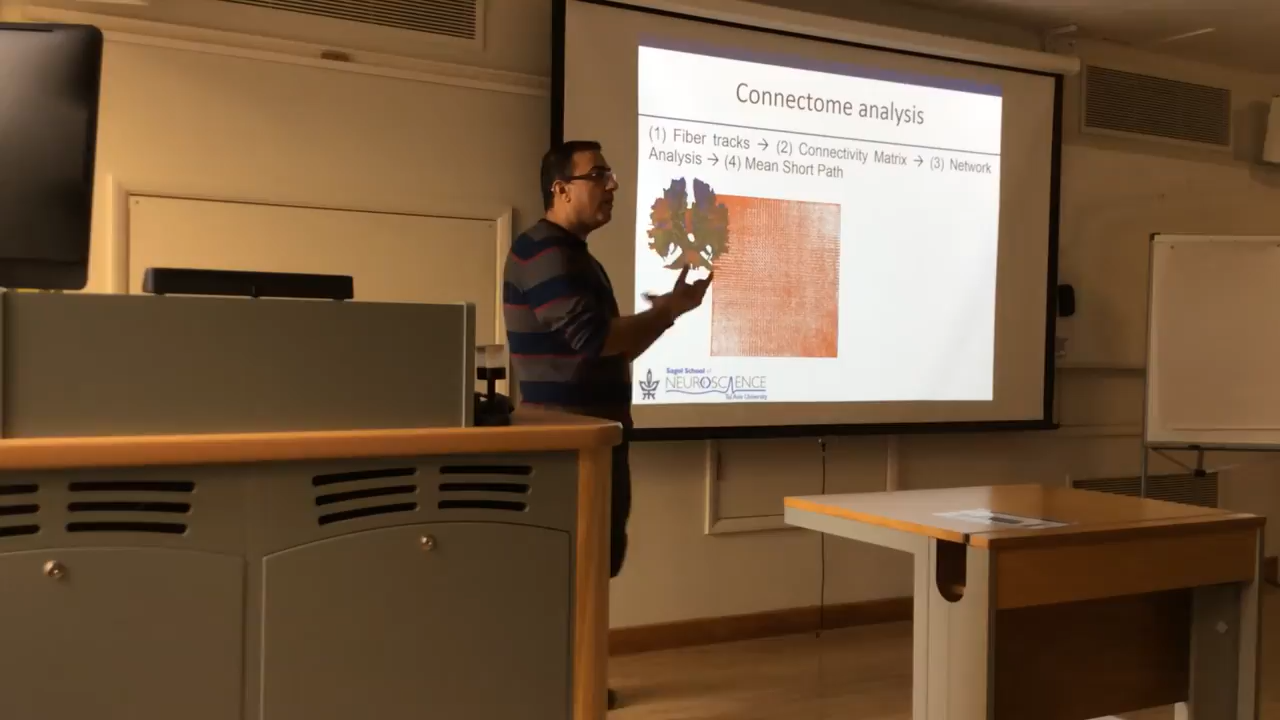 Connectome analysis
(1) Fiber tracks → (2) Connectivity Matrix → (3) Network
Analysis → (4) Mean Short Path
Sagol School of
NEUROSCIENCE
Tel Aviv University